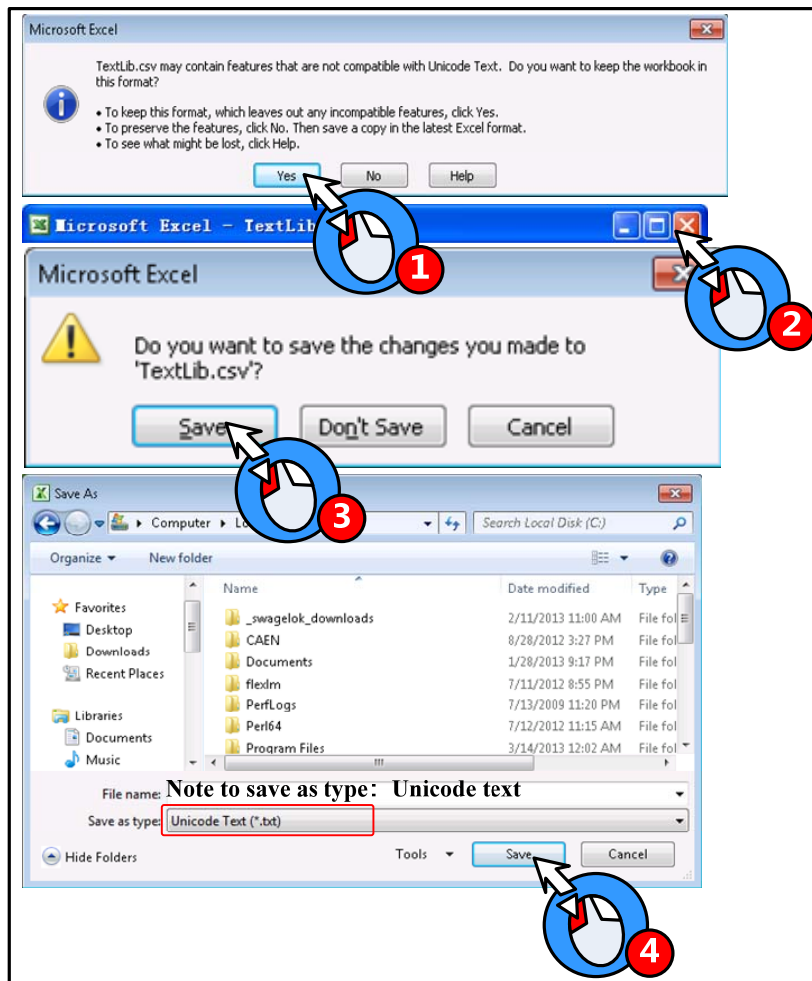 Microsoft Excel
TextLib.csv may contain features that are not compatible with Unicode Text. Do you want to keep the workbook in
this format?
• To keep this format, which leaves out any incompatible features, click Yes.
• To preserve the features, click No. Then save a copy in the latest Excel format.
• To see what might be lost, click Help.
Yes No Help
Microsoft Excel - TextLib
1
Microsoft Excel
2
Do you want to save the changes you made to
'TextLib.csv'?
Save Don't Save Cancel
3
Save As
Computer Search Local Disk (C:)
Organize New folder
Name Date modified Type
Favorites
Desktop
Downloads
Recent Places
Libraries
Documents
Music
_swagelok_downloads 2/11/2013 11:00 AM File fol
CAEN 8/28/2012 3:27 PM File fol
Documents 1/28/2013 9:17 PM File fol
flexlm 7/11/2012 8:55 PM File fol
PerfLogs 7/13/2009 11:20 PM File fol
Perl64 7/12/2012 11:15 AM File fol
Program Files 3/14/2013 12:02 AM File fol
File name: Note to save as type: Unicode text
Save as type: Unicode Text (*.txt)
Hide Folders Tools Save Cancel
4